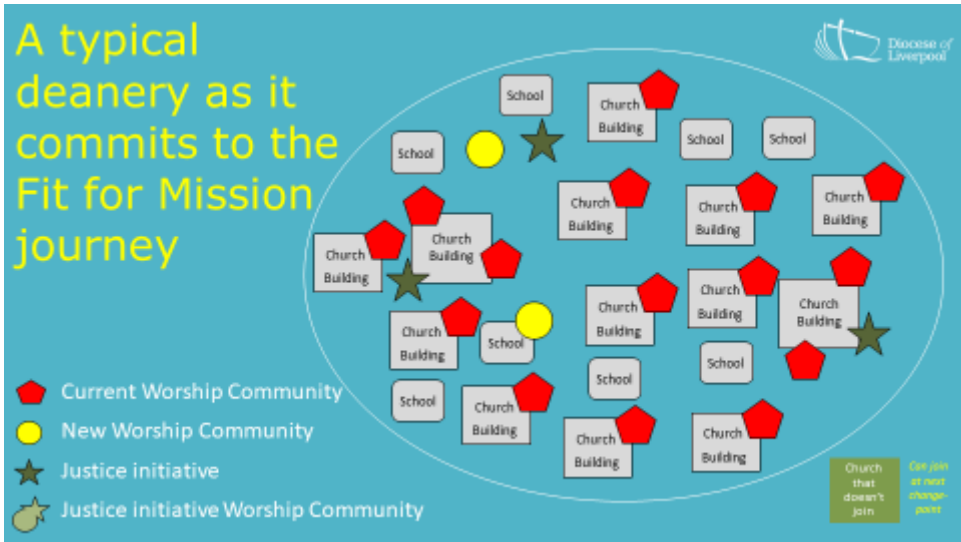 A typical
deanery as it
commits to the
Fit for Mission
journey
Diocese of
Liverpool
School
Church
Building
School
School
School
Church
Building
Church
Building
Church
Building
Church
Building
Church
Building
Church
Building
Church
Building
Church
Building
Church
Building
School
School
School
School
Church
Building
Church
Building
Church
Building
Current Worship Community
New Worship Community
Justice initiative
Justice initiative Worship Community
Church
that
doesn't
join
Can join
at next
change-
point